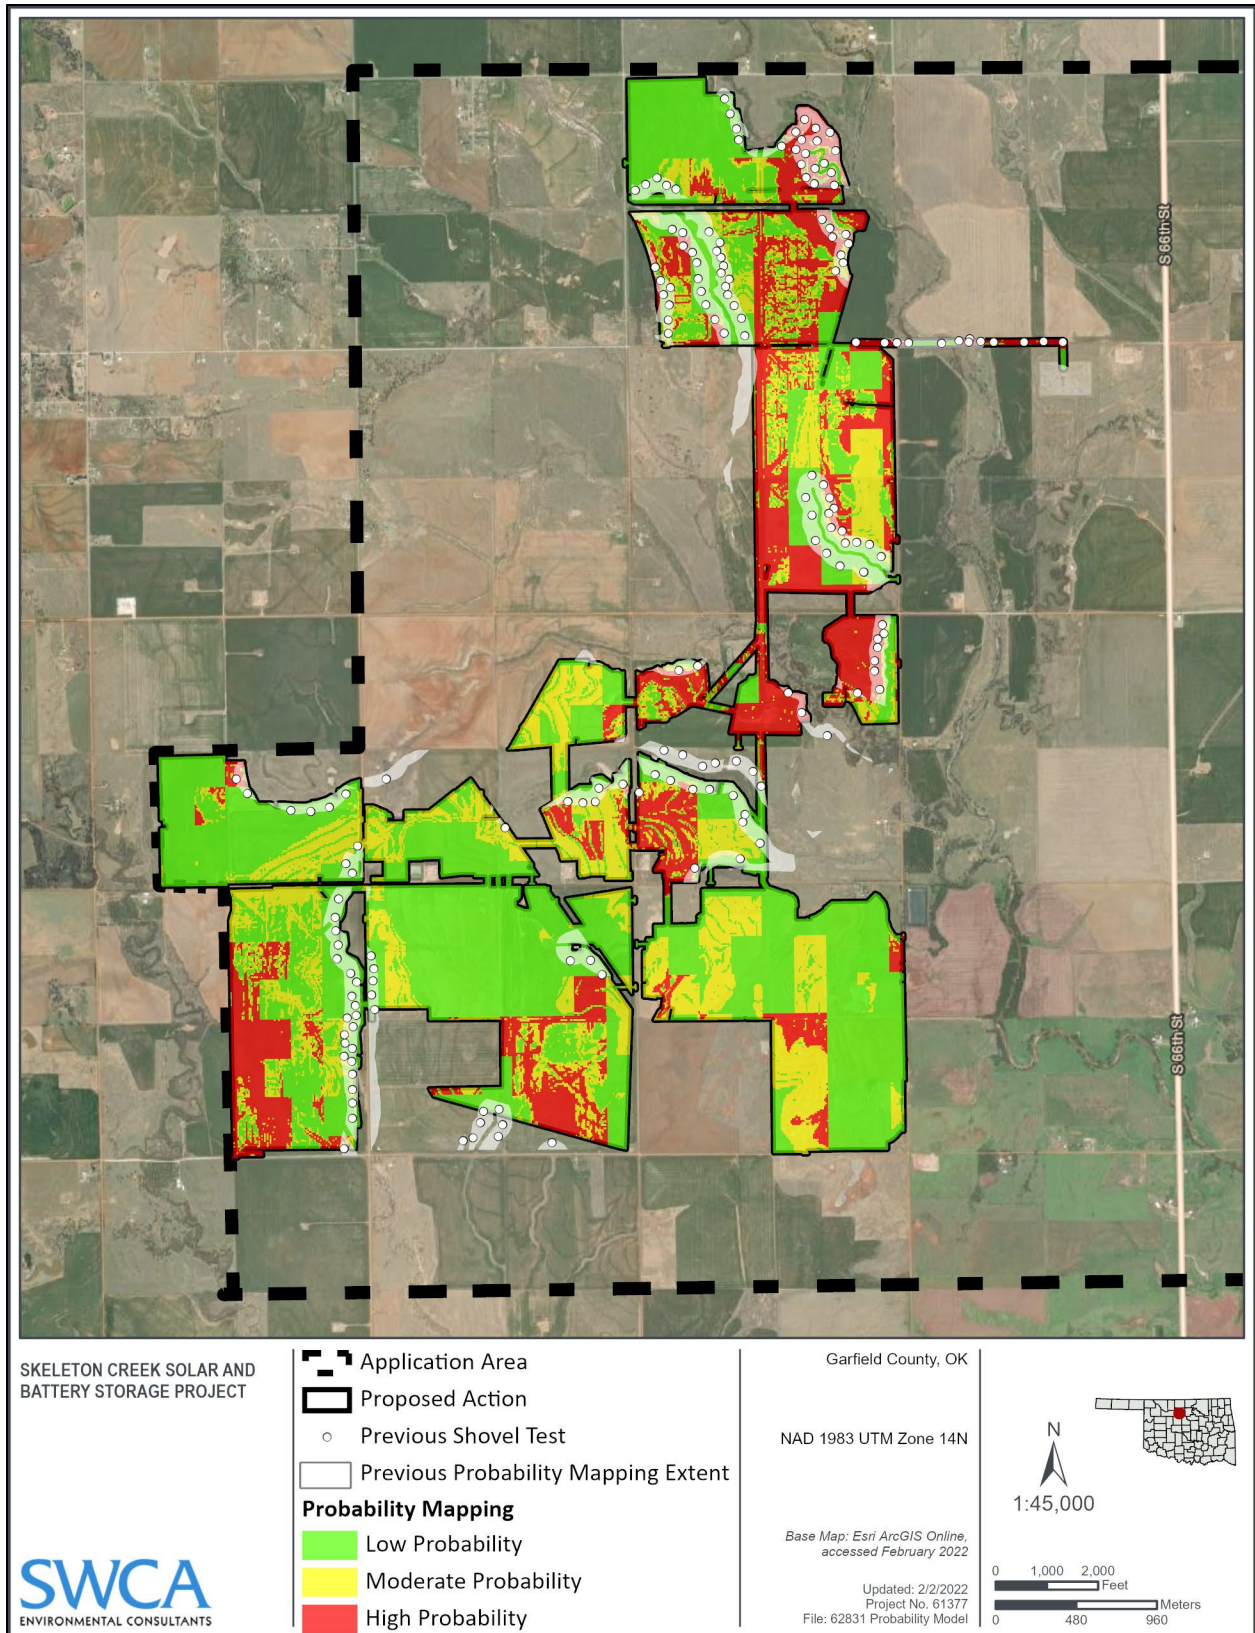 S 66th St
S 66th St
SKELETON CREEK SOLAR AND
BATTERY STORAGE PROJECT
SWCA
ENVIRONMENTAL CONSULTANTS
Application Area
Proposed Action
Previous Shovel Test
Previous Probability Mapping Extent
Probability Mapping
Low Probability
Moderate Probability
High Probability
Garfield County, OK
NAD 1983 UTM Zone 14N
Base Map: Esri ArcGIS Online,
accessed February 2022
Updated: 2/2/2022
Project No. 61377
File: 62831 Probability Model
N
1:45,000
0 1,000 2,000
Feet
Meters
0 480 960